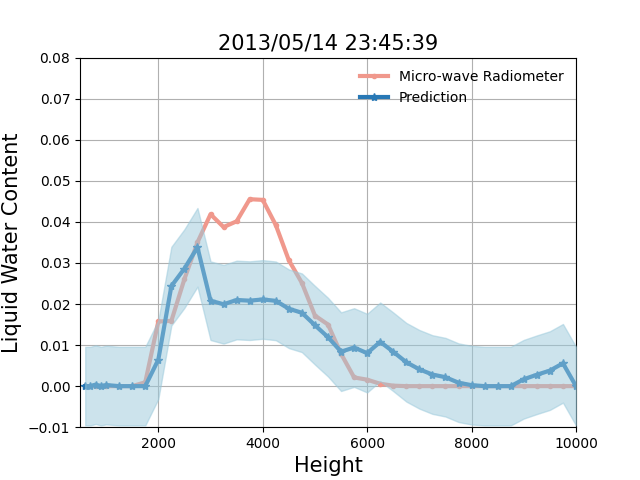 2013/05/14 23:45:39
Micro-wave Radiometer
Prediction
0.08
0.07
0.06
0.05
0.04
0.03
0.02
0.01
0.00
−0.01
Liquid Water Content
2000 4000 6000 8000 10000
Height